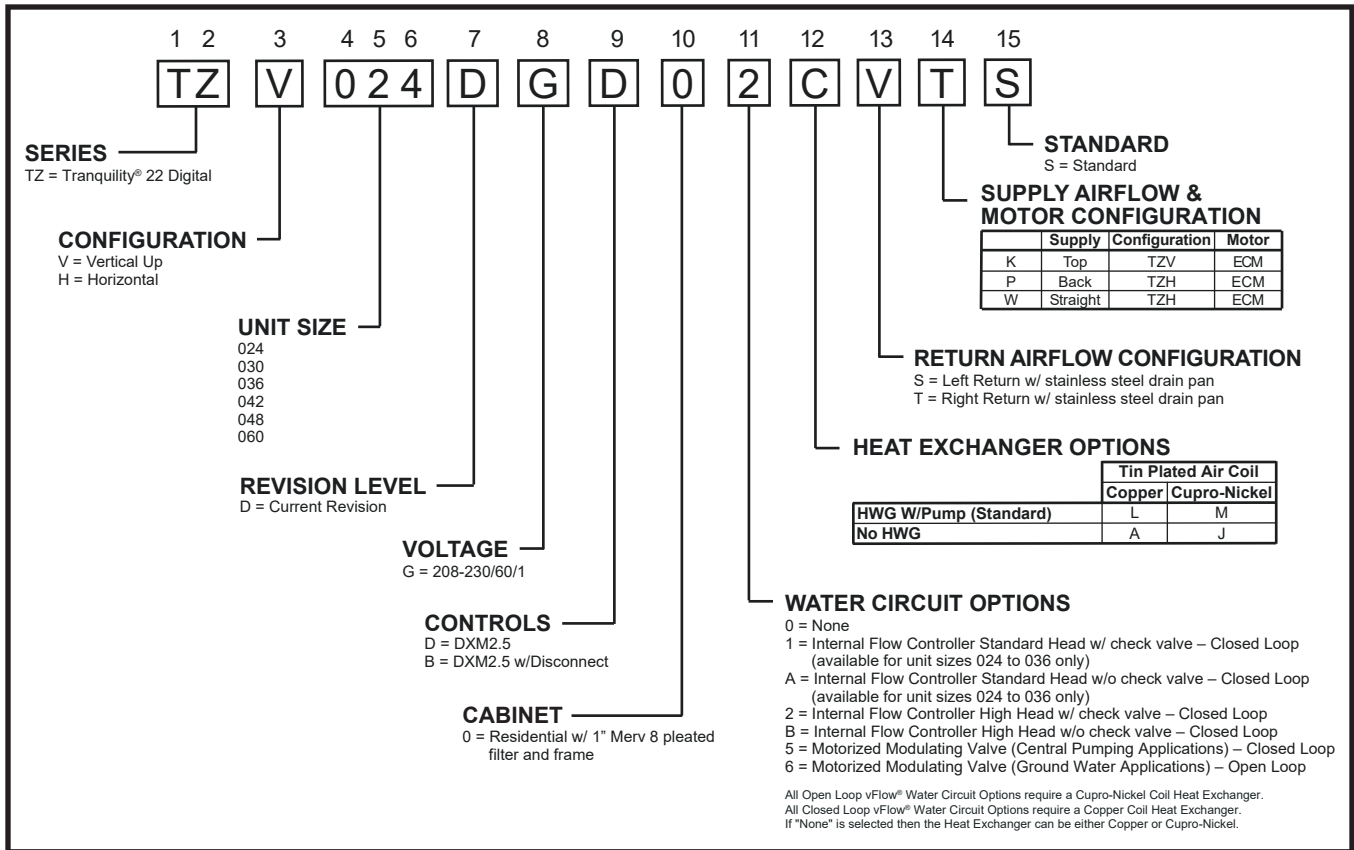 1 2 3 4 5 6 7 8 9 10 11 12 13 14 15
TZ V 024 D G D 0 2 C V T S
SERIES
TZ = Tranquility® 22 Digital
CONFIGURATION
V = Vertical Up
H = Horizontal
UNIT SIZE
024
030
036
042
048
060
REVISION LEVEL
D = Current Revision
VOLTAGE
G = 208-230/60/1
CONTROLS
D = DXM2.5
B = DXM2.5 w/Disconnect
CABINET
0 = Residential w/ 1" Merv 8 pleated
filter and frame
STANDARD
S = Standard
SUPPLY AIRFLOW &
MOTOR CONFIGURATION
Supply Configuration Motor
K Top TZV ECM
P Back TZH ECM
W Straight TZH ECM
RETURN AIRFLOW CONFIGURATION
S = Left Return w/ stainless steel drain pan
T = Right Return w/ stainless steel drain pan
HEAT EXCHANGER OPTIONS
Tin Plated Air Coil
Copper Cupro-Nickel
HWG W/Pump (Standard) L M
No HWG A J
WATER CIRCUIT OPTIONS
0 = None
1 = Internal Flow Controller Standard Head w/ check valve – Closed Loop
(available for unit sizes 024 to 036 only)
A = Internal Flow Controller Standard Head w/o check valve – Closed Loop
(available for unit sizes 024 to 036 only)
2 = Internal Flow Controller High Head w/ check valve – Closed Loop
B = Internal Flow Controller High Head w/o check valve – Closed Loop
5 = Motorized Modulating Valve (Central Pumping Applications) – Closed Loop
6 = Motorized Modulating Valve (Ground Water Applications) – Open Loop
All Open Loop vFlow® Water Circuit Options require a Cupro-Nickel Coil Heat Exchanger.
All Closed Loop vFlow® Water Circuit Options require a Copper Coil Heat Exchanger.
If "None" is selected then the Heat Exchanger can be either Copper or Cupro-Nickel.